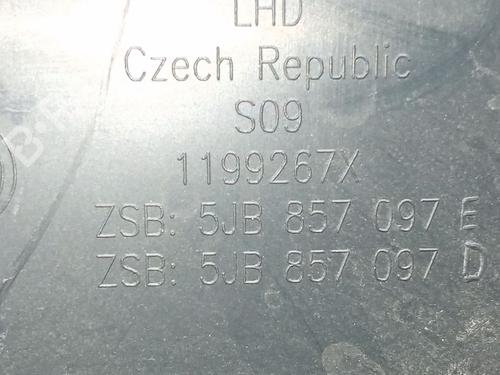 LHD
Czech Republic
S09
1199267X
ZSB: 5JB 857 097 E
ZSB: 5JB 857 097 D